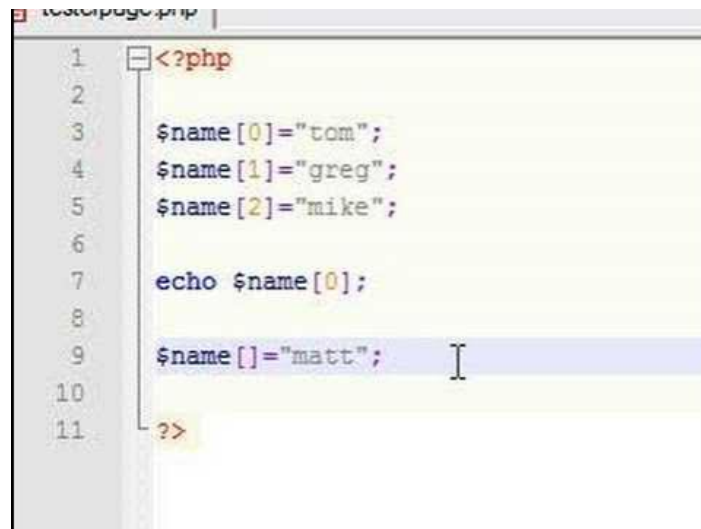 1 <?php
2
3 $name[0]="tom";
4 $name[1]="greg";
5 $name[2]="mike";
6
7 echo $name[0];
8
9 $name[]="matt";
10
11 ?>